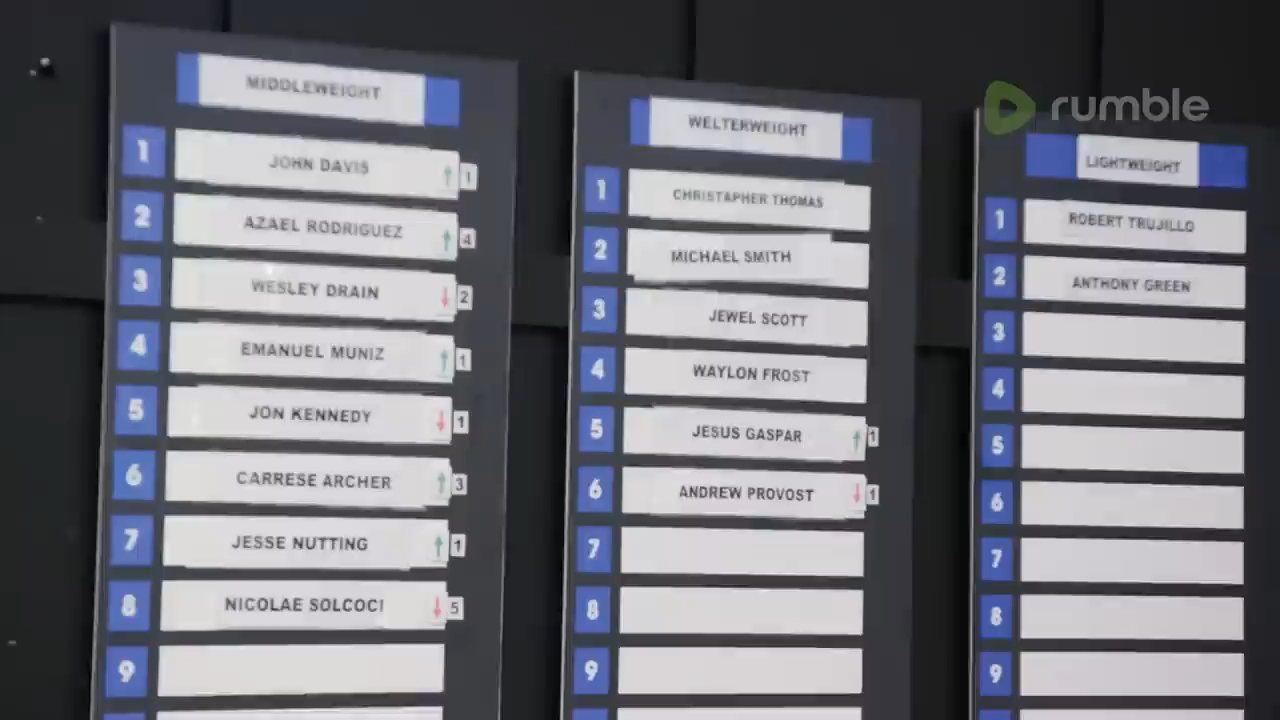 rumble
MIDDLEWEIGHT
1 JOHN DAVIS ↑ 1
2 AZAEL RODRIGUEZ ↑ 4
3 WESLEY DRAIN ↓ 2
4 EMANUEL MUNIZ ↑ 1
5 JON KENNEDY ↓ 1
6 CARRESE ARCHER ↑ 3
7 JESSE NUTTING ↑ 1
8 NICOLAE SOLCOCI ↓ 5
9
WELTERWEIGHT
1 CHRISTOPHER THOMAS
2 MICHAEL SMITH
3 JEWEL SCOTT
4 WAYLON FROST
5 JESUS GASPAR ↑ 1
6 ANDREW PROVOST ↓ 1
7
8
9
LIGHTWEIGHT
1 ROBERT TRUJILLO
2 ANTHONY GREEN
3
4
5
6
7
8
9